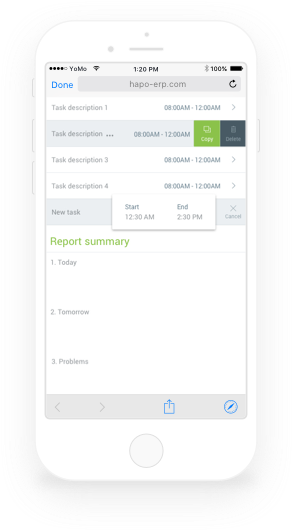 YoMo 1:20 PM 100%
Done hapo-erp.com
Task description 1 08:00AM - 12:00AM
Task description ... 08:00AM - 12:00AM Copy Delete
Task description 3 08:00AM - 12:00AM
Task description 4 08:00AM - 12:00AM
Start End
New task 12:30 AM 2:30 PM Cancel
Report summary
1. Today
2. Tomorrow
3. Problems